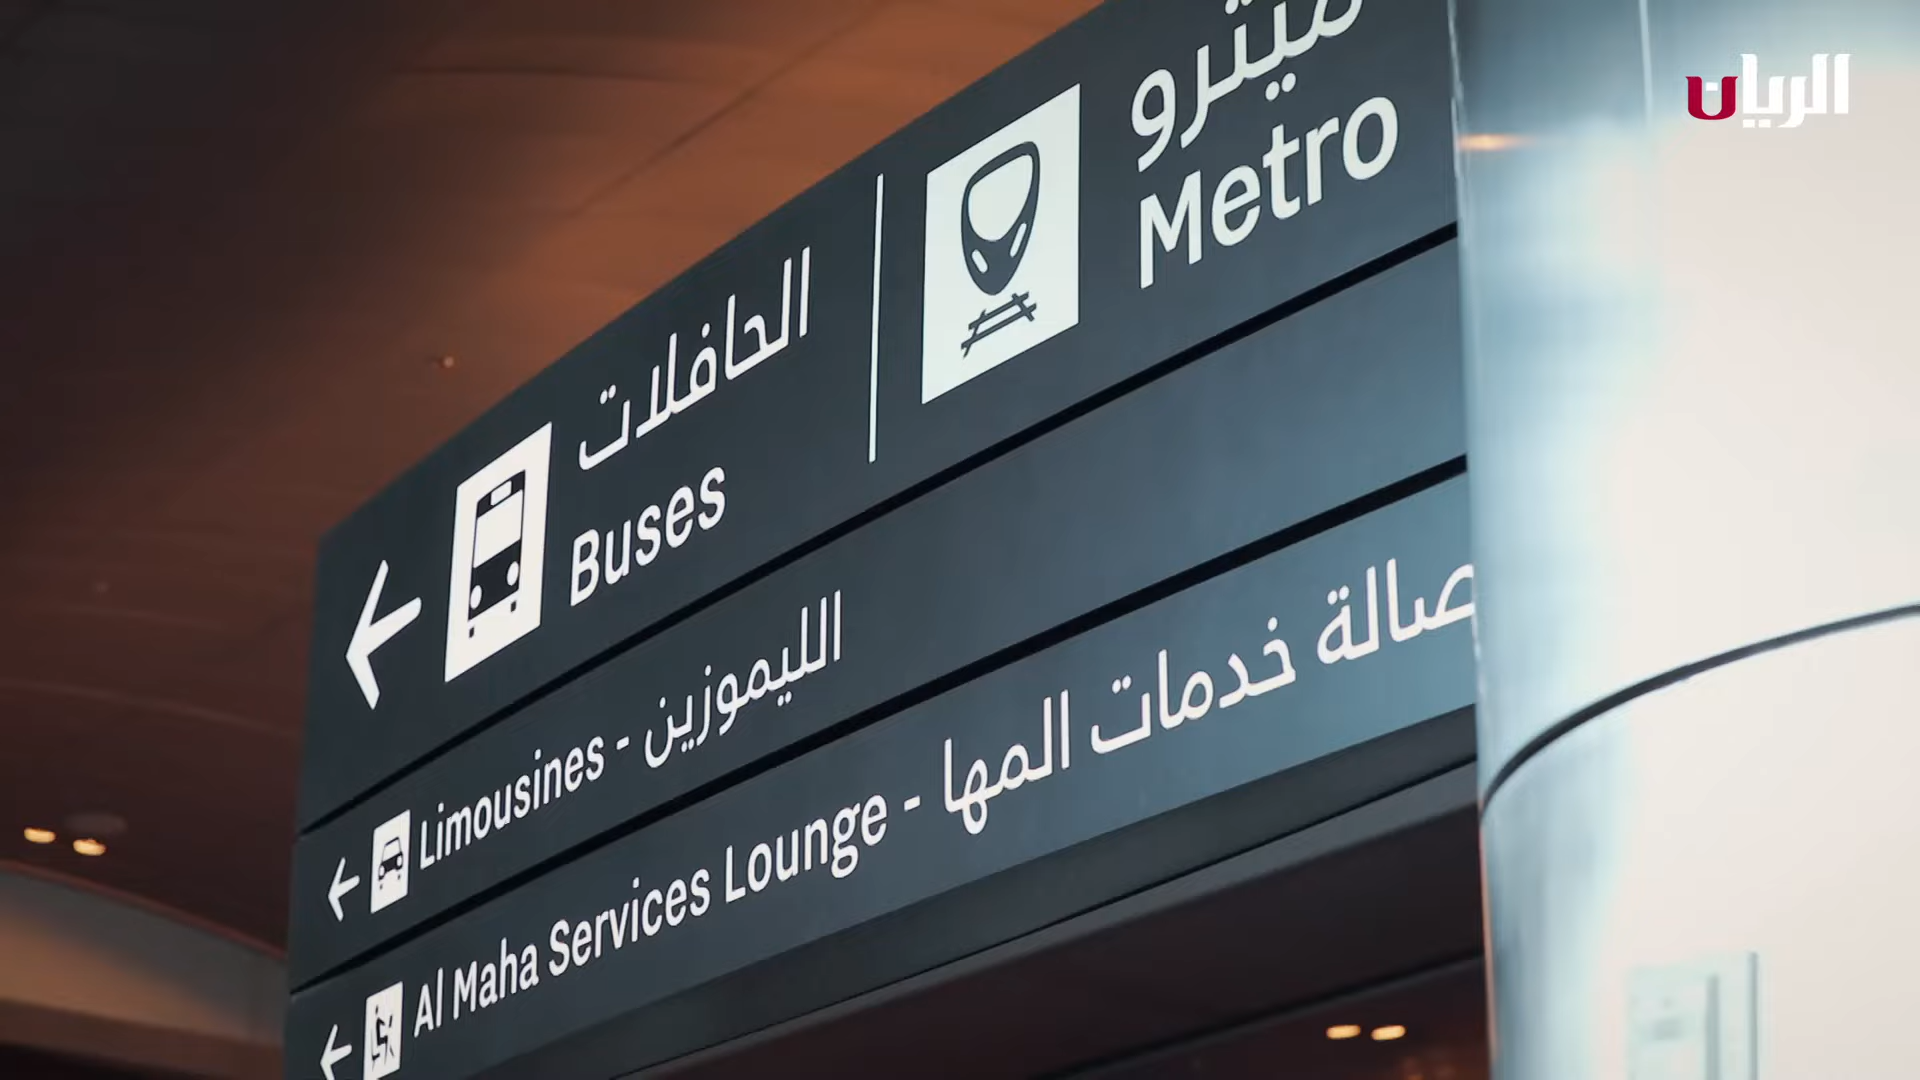 الريان
ميترو
Metro
الحافلات
Buses
Limousines - الليموزين
Al Maha Services Lounge - صالة خدمات المها